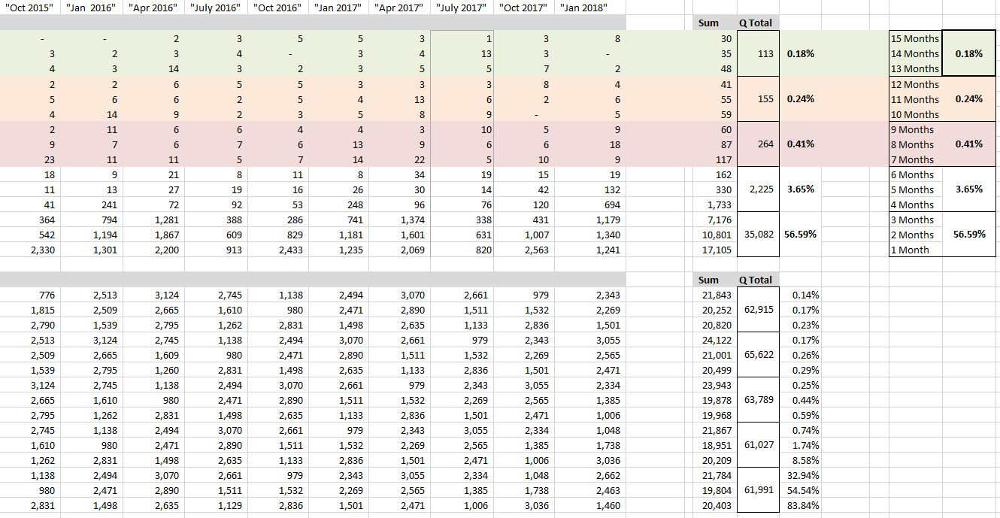 "Oct 2015" "Jan  2016" "Apr 2016" "July 2016" "Oct 2016" "Jan 2017" "Apr 2017" "July 2017" "Oct 2017" "Jan 2018"
Sum Q Total
- - 2 3 5 5 3 1 3 8 30 15 Months
3 2 3 4 - 3 4 13 3 - 35 113 0.18% 14 Months 0.18%
4 3 14 3 2 3 5 5 7 2 48 13 Months
2 2 6 5 5 3 3 3 8 4 41 12 Months
5 6 6 2 5 4 13 6 2 6 55 155 0.24% 11 Months 0.24%
4 14 9 2 3 5 8 9 - 5 59 10 Months
2 11 6 6 4 4 3 10 5 9 60 9 Months
9 7 6 7 6 13 9 6 6 18 87 264 0.41% 8 Months 0.41%
23 11 11 5 7 14 22 5 10 9 117 7 Months
18 9 21 8 11 8 34 19 15 19 162 6 Months
11 13 27 19 16 26 30 14 42 132 330 2,225 3.65% 5 Months 3.65%
41 241 72 92 53 248 96 76 120 694 1,733 4 Months
364 794 1,281 388 286 741 1,374 338 431 1,179 7,176 3 Months
542 1,194 1,867 609 829 1,181 1,601 631 1,007 1,340 10,801 35,082 56.59% 2 Months 56.59%
2,330 1,301 2,200 913 2,433 1,235 2,069 820 2,563 1,241 17,105 1 Month
Sum Q Total
776 2,513 3,124 2,745 1,138 2,494 3,070 2,661 979 2,343 21,843 0.14%
1,815 2,509 2,665 1,610 980 2,471 2,890 1,511 1,532 2,269 20,252 62,915 0.17%
2,790 1,539 2,795 1,262 2,831 1,498 2,635 1,133 2,836 1,501 20,820 0.23%
2,513 3,124 2,745 1,138 2,494 3,070 2,661 979 2,343 3,055 24,122 0.17%
2,509 2,665 1,609 980 2,471 2,890 1,511 1,532 2,269 2,565 21,001 65,622 0.26%
1,539 2,795 1,260 2,831 1,498 2,635 1,133 2,836 1,501 2,471 20,499 0.29%
3,124 2,745 1,138 2,494 3,070 2,661 979 2,343 3,055 2,334 23,943 0.25%
2,665 1,610 980 2,471 2,890 1,511 1,532 2,269 2,565 1,385 19,878 63,789 0.44%
2,795 1,262 2,831 1,498 2,635 1,133 2,836 1,501 2,471 1,006 19,968 0.59%
2,745 1,138 2,494 3,070 2,661 979 2,343 3,055 2,334 1,048 21,867 0.74%
1,610 980 2,471 2,890 1,511 1,532 2,269 2,565 1,385 1,738 18,951 61,027 1.74%
1,262 2,831 1,498 2,635 1,133 2,836 1,501 2,471 1,006 3,036 20,209 8.58%
1,138 2,494 3,070 2,661 979 2,343 3,055 2,334 1,048 2,662 21,784 32.94%
980 2,471 2,890 1,511 1,532 2,269 2,565 1,385 1,738 2,463 19,804 61,991 54.54%
2,831 1,498 2,635 1,129 2,836 1,501 2,471 1,006 3,036 1,460 20,403 83.84%